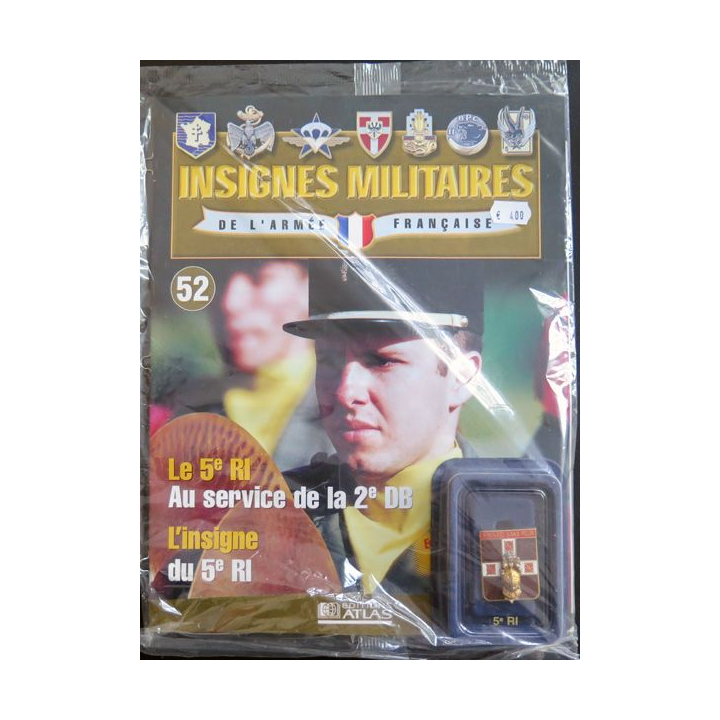 GPC
INSIGNES MILITAIRES
DE L'ARMÉE FRANÇAISE
€ 4.00
52
Le 5e RI
Au service de la 2e DB
L'insigne
du 5e RI
EDITIONS
ATLAS
5e RI